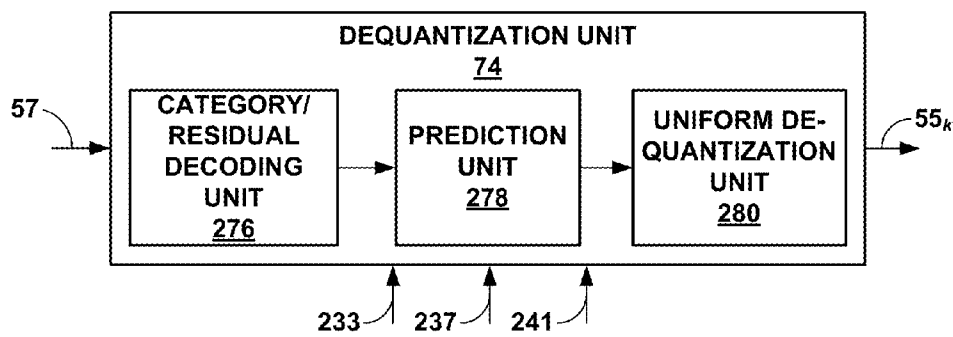 DEQUANTIZATION UNIT
74
57
CATEGORY/
RESIDUAL
DECODING
UNIT
276
PREDICTION
UNIT
278
UNIFORM DE-
QUANTIZATION
UNIT
280
55k
233
237
241